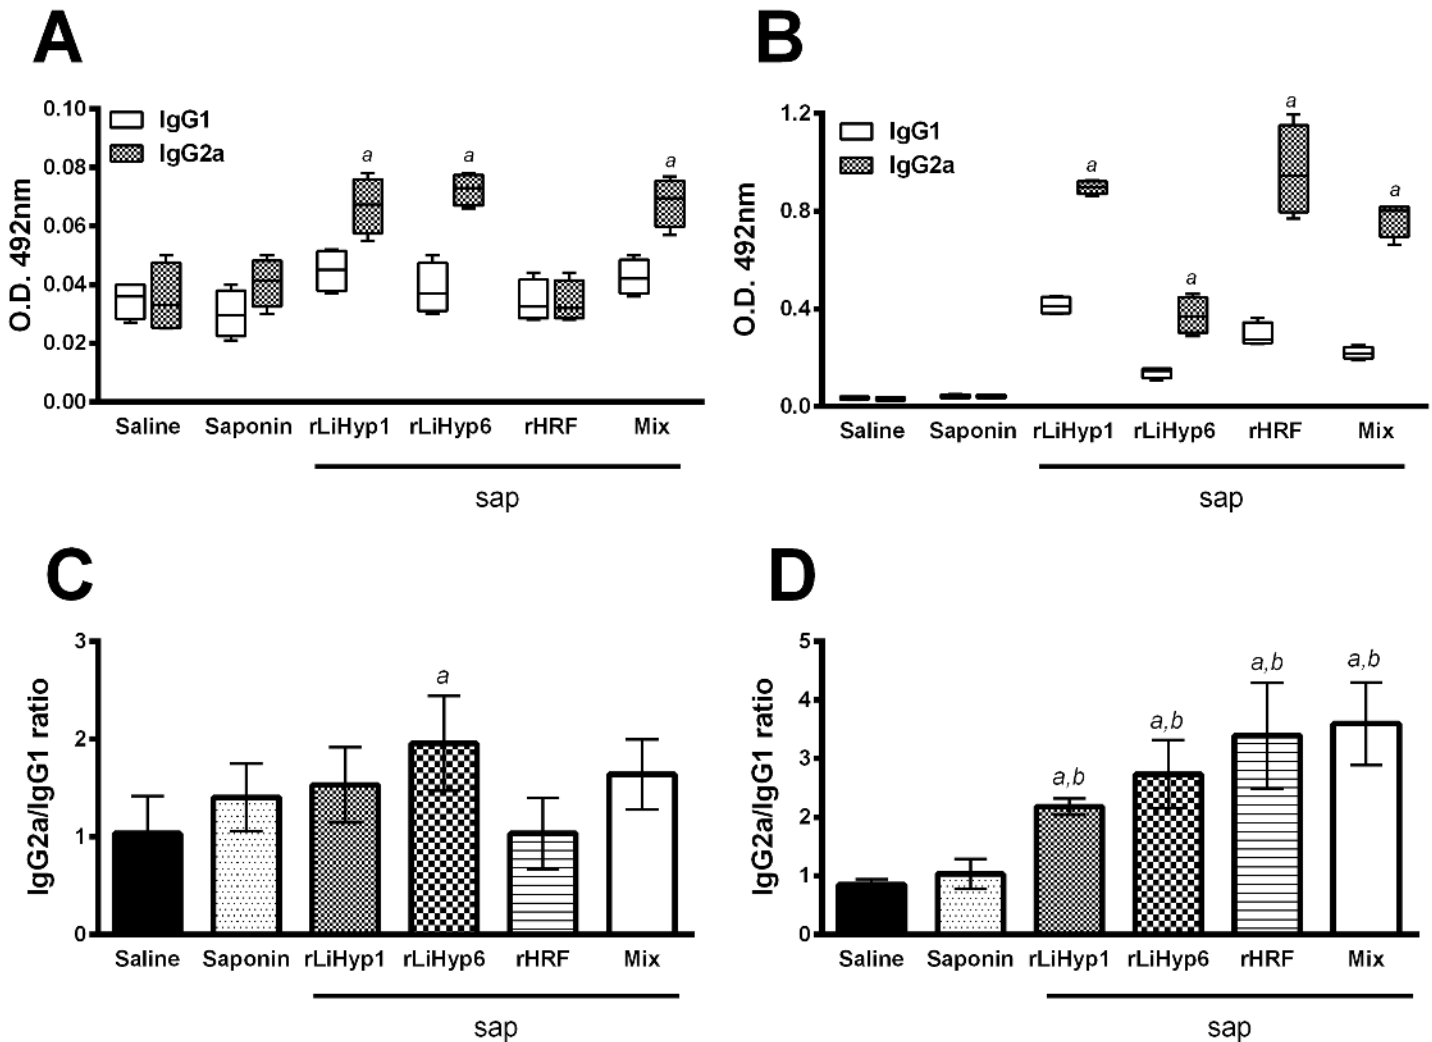 A
O.D. 492nm
0.10
0.08
0.06
0.04
0.02
0.00
IgG1
IgG2a
a
a
a
Saline Saponin rLiHyp1 rLiHyp6 rHRF Mix
sap
B
O.D. 492nm
1.2
0.8
0.4
0.0
IgG1
IgG2a
a
a
a
a
Saline Saponin rLiHyp1 rLiHyp6 rHRF Mix
sap
C
IgG2a/IgG1 ratio
3
2
1
0
a
Saline Saponin rLiHyp1 rLiHyp6 rHRF Mix
sap
D
IgG2a/IgG1 ratio
5
4
3
2
1
0
a,b
a,b
a,b
a,b
Saline Saponin rLiHyp1 rLiHyp6 rHRF Mix
sap